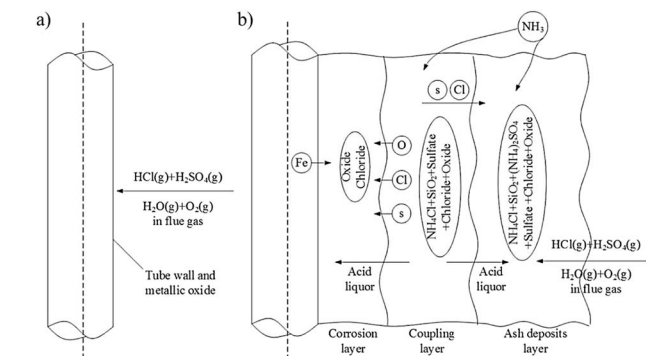 a)
HCl(g)+H₂SO₄(g)
H₂O(g)+O₂(g)
in flue gas
Tube wall and
metallic oxide
b)
NH₃
s Cl
Fe
Oxide
Chloride
O
Cl
s
NH₄Cl+SiO₂+Sulfate
+Chloride+Oxide
NH₄Cl+SiO₂+(NH₄)₂SO₄
+Sulfate+Chloride+Oxide
HCl(g)+H₂SO₄(g)
H₂O(g)+O₂(g)
in flue gas
Acid
liquor
Acid
liquor
Corrosion
layer
Coupling
layer
Ash deposits
layer